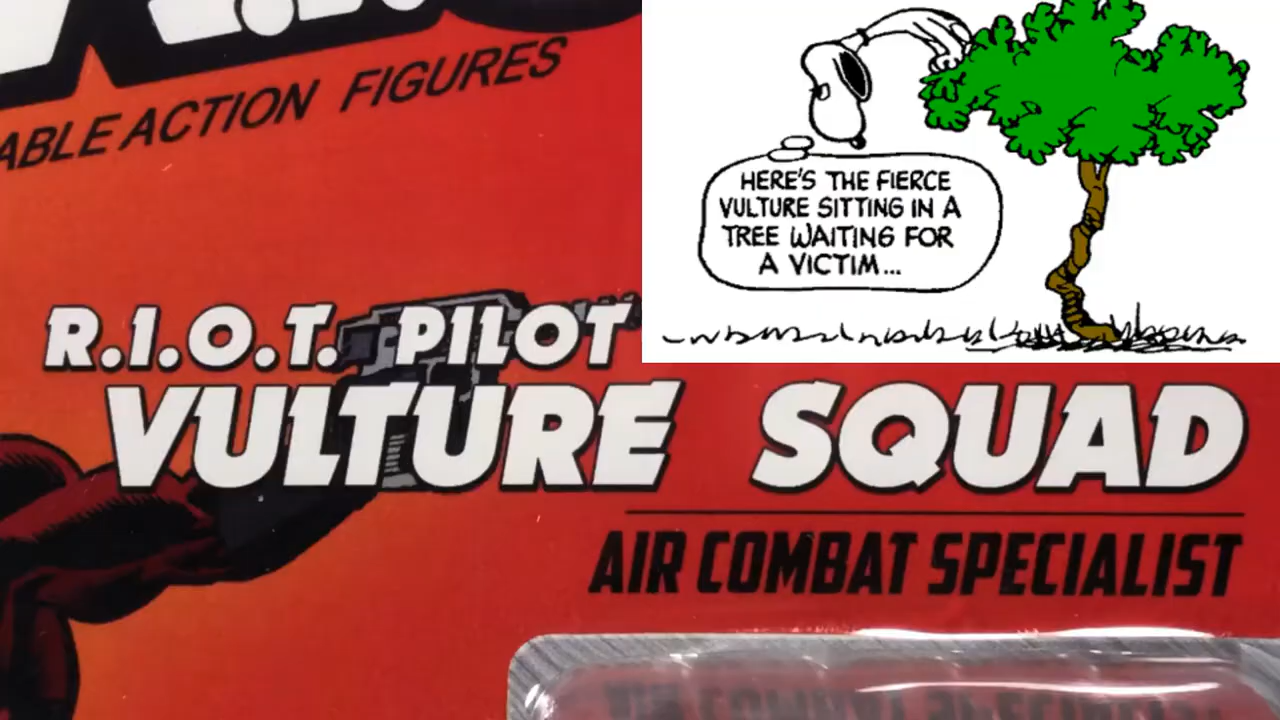 ABLE ACTION FIGURES
R.I.O.T. PILOT
VULTURE SQUAD
AIR COMBAT SPECIALIST
HERE'S THE FIERCE
VULTURE SITTING IN A
TREE WAITING FOR
A VICTIM...